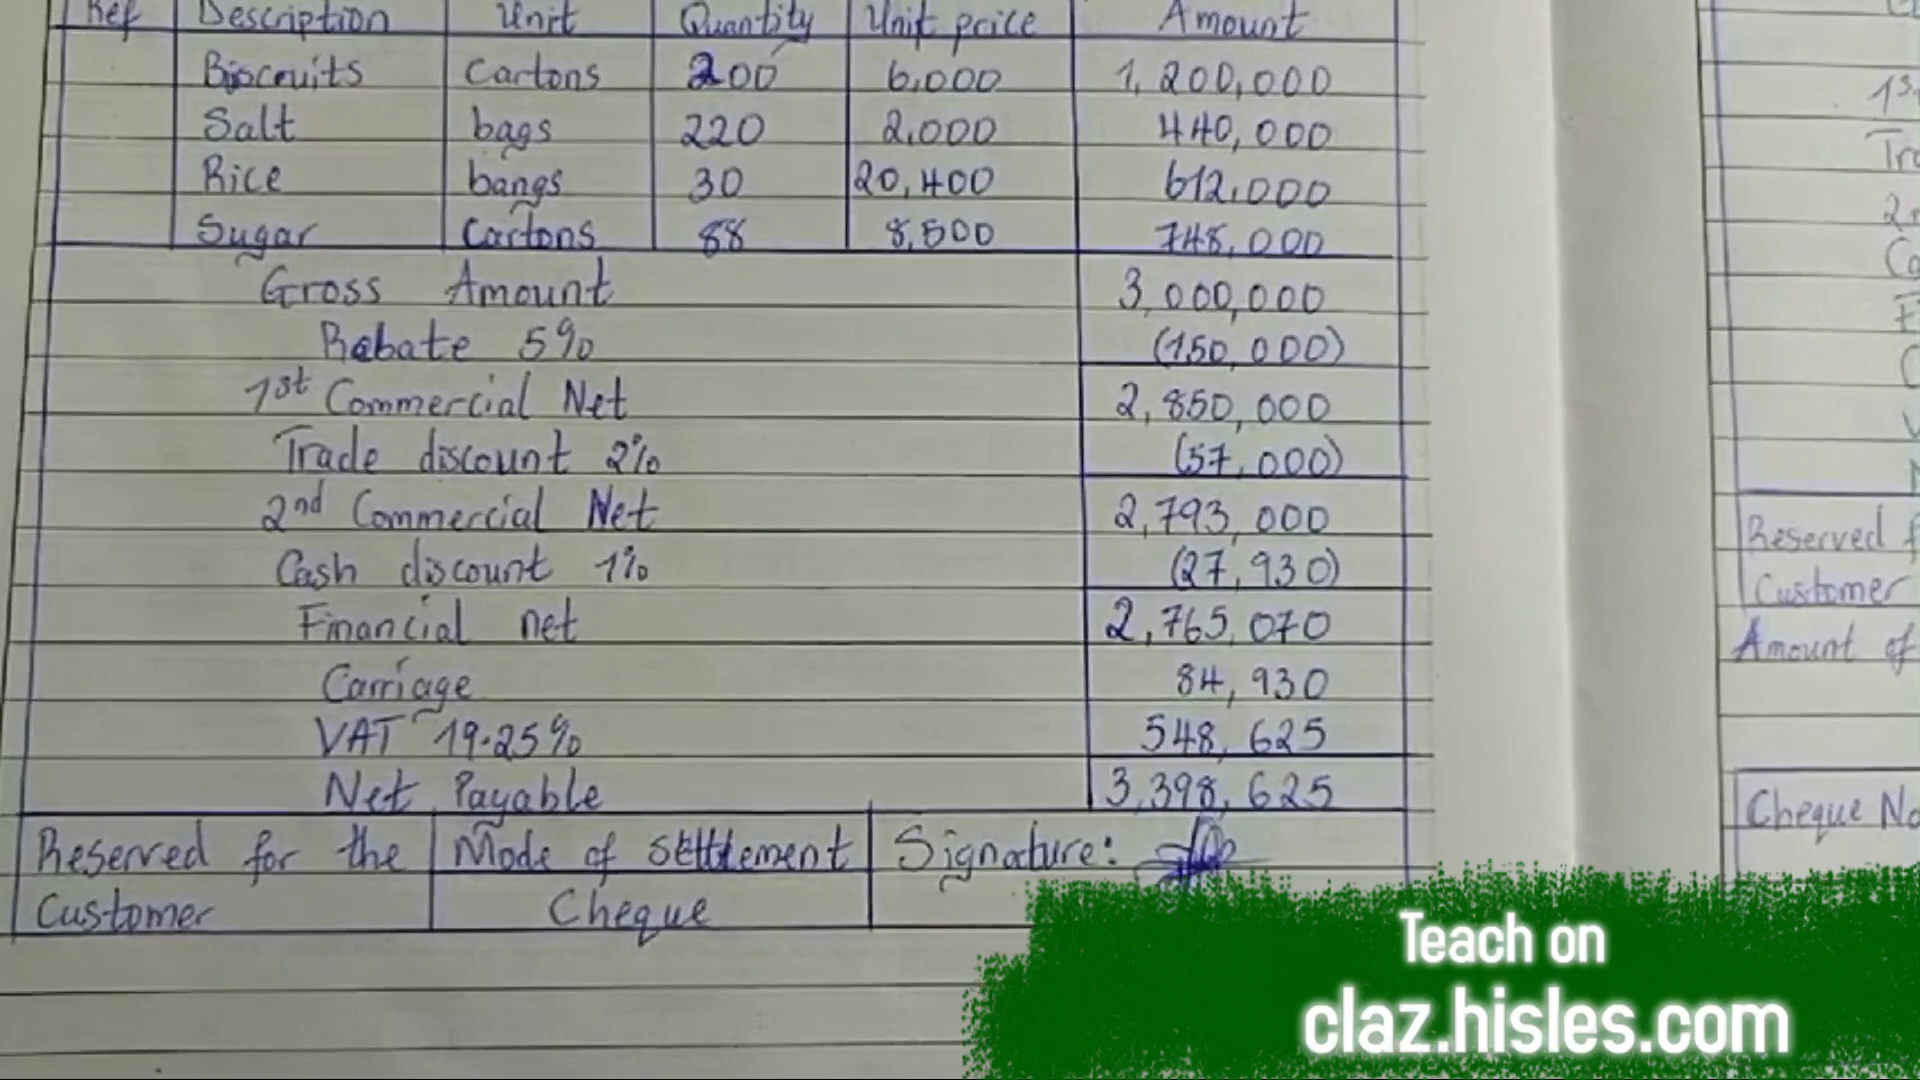 Ref Description Unit Quantity Unit price Amount
Biscuits Cartons 200 6,000 1,200,000
Salt bags 220 2,000 440,000
Rice bangs 30 20,400 612,000
Sugar Cartons 88 8,500 748,000
Gross Amount 3,000,000
Rebate 5% (150,000)
1st Commercial Net 2,850,000
Trade discount 2% (57,000)
2nd Commercial Net 2,793,000
Cash discount 1% (27,930)
Financial net 2,765,070
Carriage 84,930
VAT 19.25% 548,625
Net Payable 3,398,625
Reserved for the Customer
Mode of settlement
Cheque
Signature:
1st
Reserved
Customer
Amount of
Cheque No
Teach on
claz.hisles.com